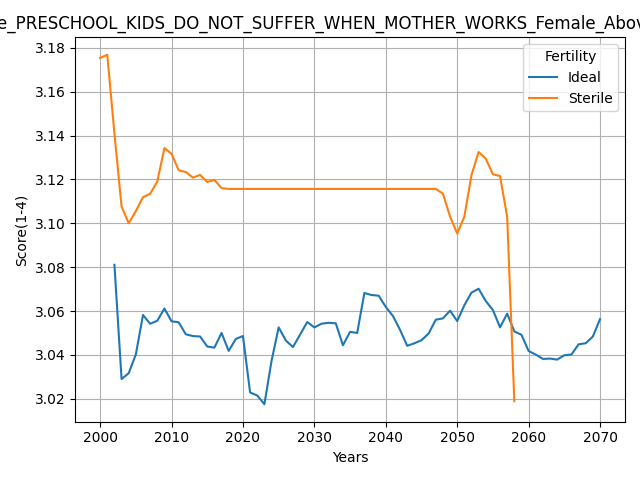 e_PRESCHOOL_KIDS_DO_NOT_SUFFER_WHEN_MOTHER_WORKS_Female_Abov
3.18
3.16
3.14
3.12
3.10
3.08
3.06
3.04
3.02
Score(1-4)
Fertility
Ideal
Sterile
2000 2010 2020 2030 2040 2050 2060 2070
Years